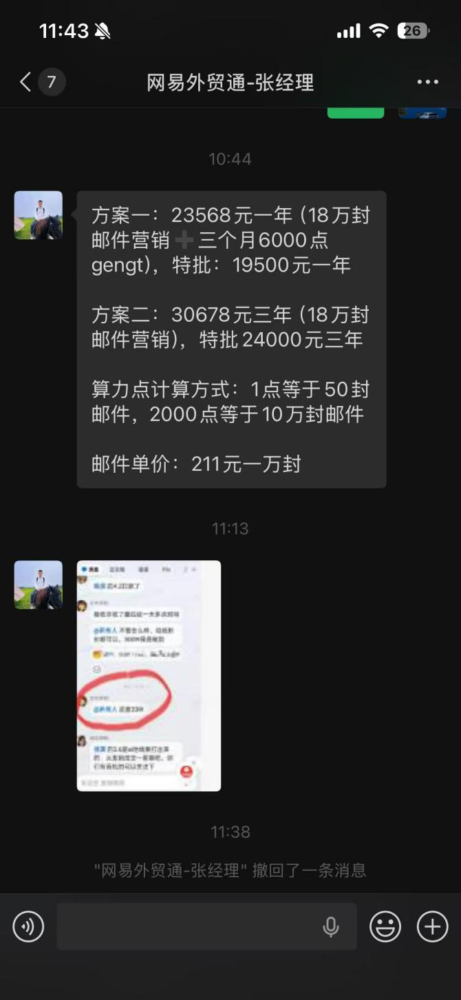 11:43
26
7
网易外贸通-张经理
10:44
方案一：23568元一年（18万封
邮件营销➕三个月6000点
gengt），特批：19500元一年
方案二：30678元三年（18万封
邮件营销），特批24000元三年
算力点计算方式：1点等于50封
邮件，2000点等于10万封邮件
邮件单价：211元一万封
11:13
@所有人
11:38
"网易外贸通-张经理" 撤回了一条消息